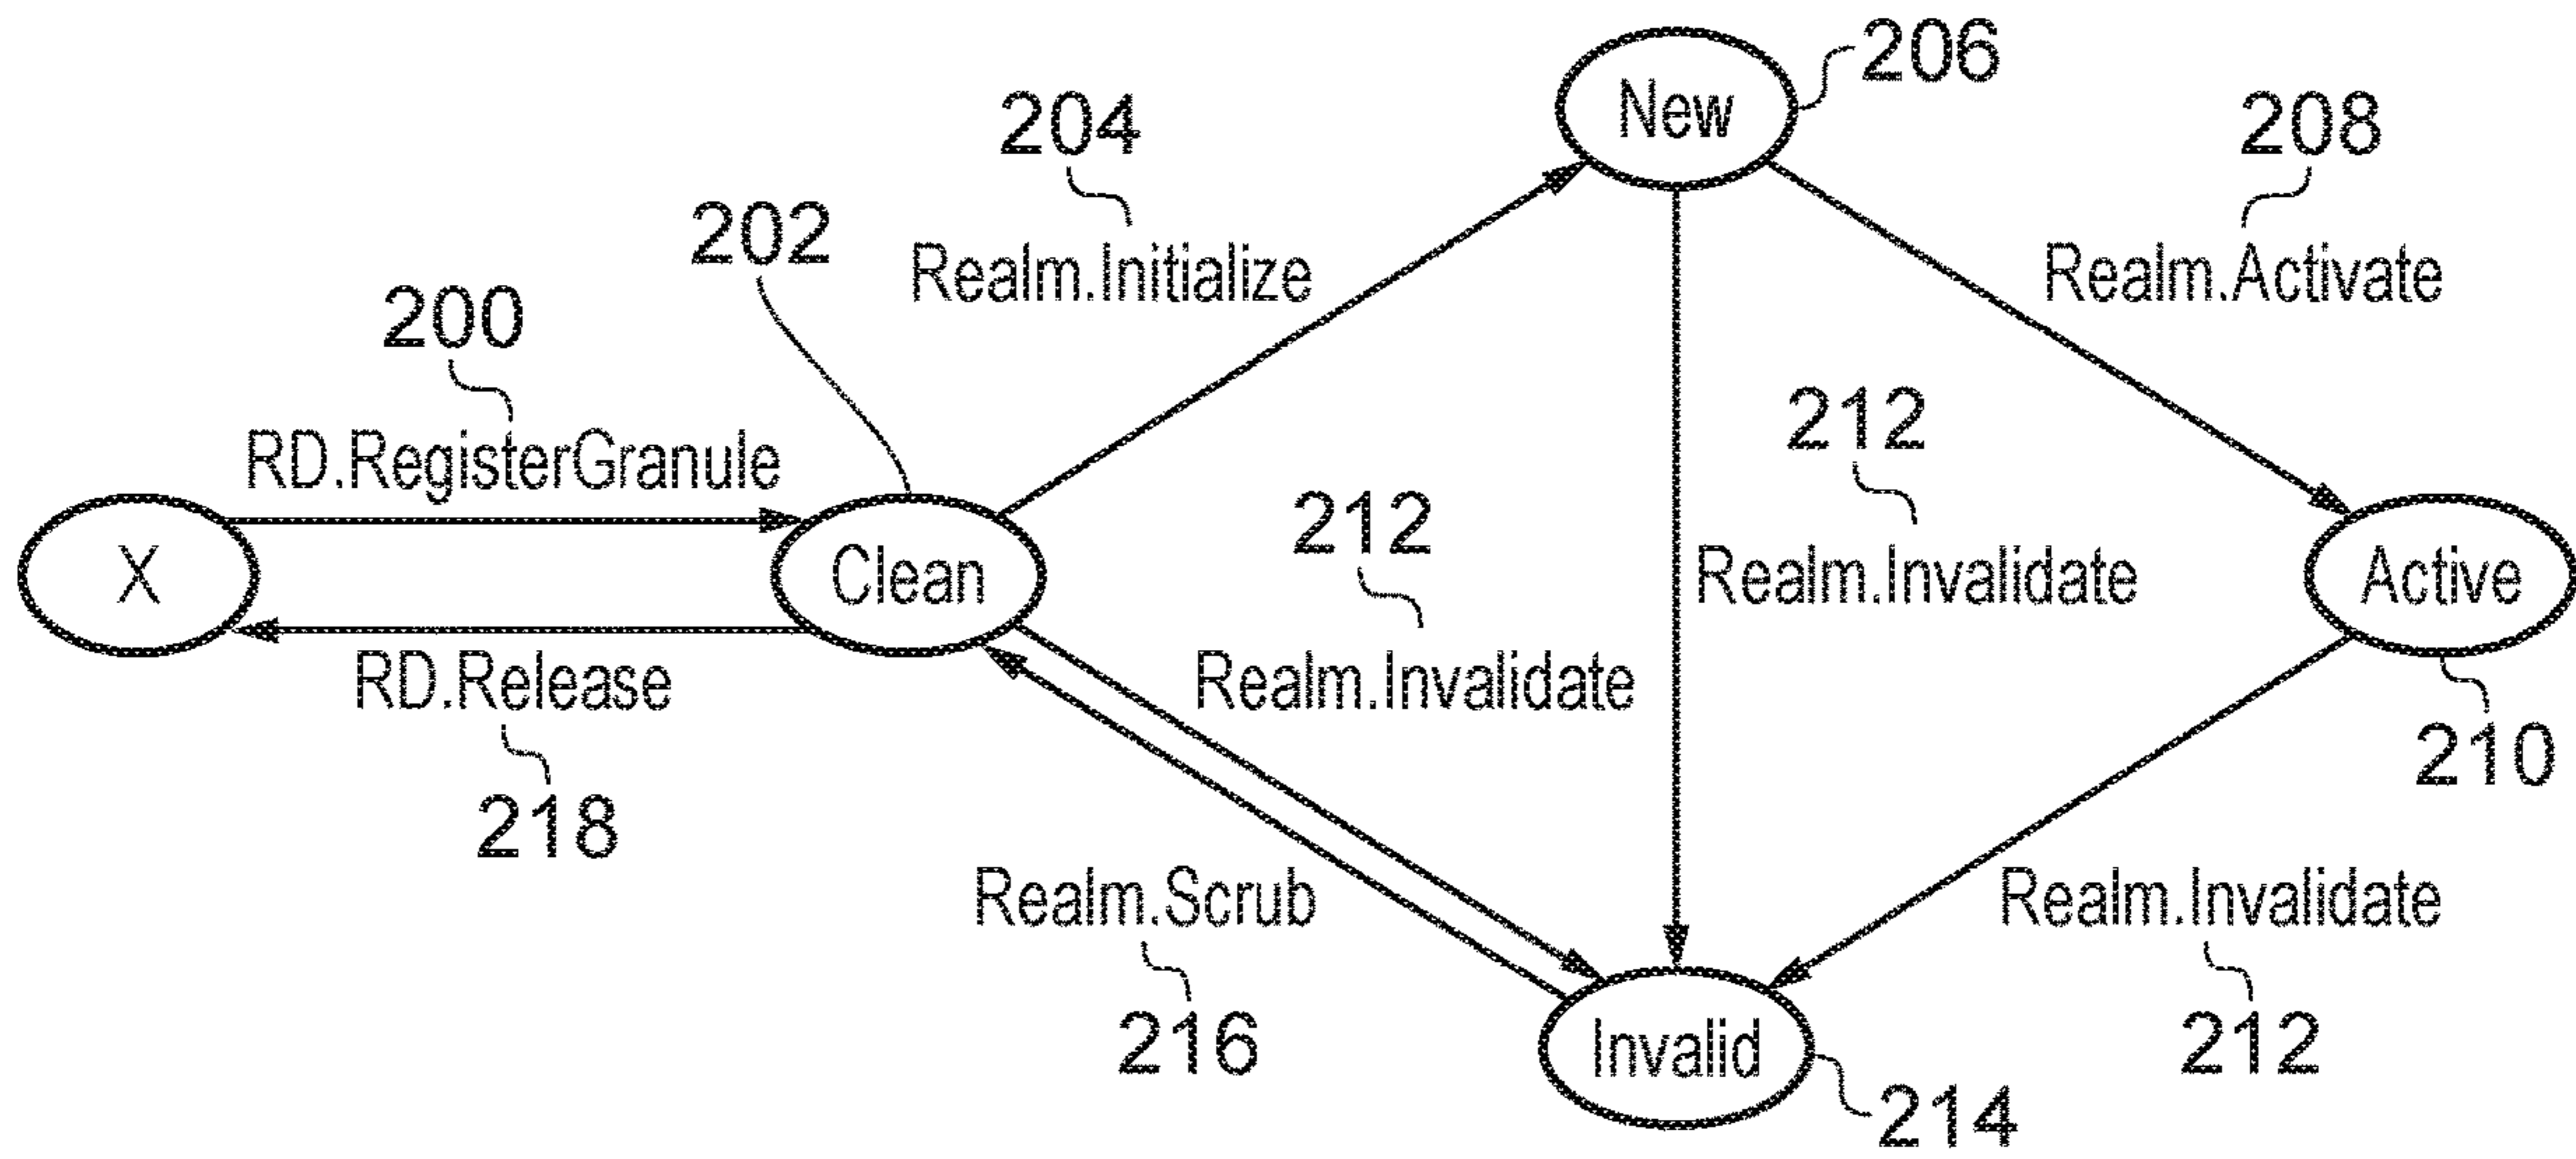 206
New
204
208
202
Realm.Initialize
Realm.Activate
200
212
RD.RegisterGranule
212
X
Clean
Realm.Invalidate
Active
RD.Release
Realm.Invalidate
210
218
Realm.Scrub
Realm.Invalidate
216
Invalid
212
214